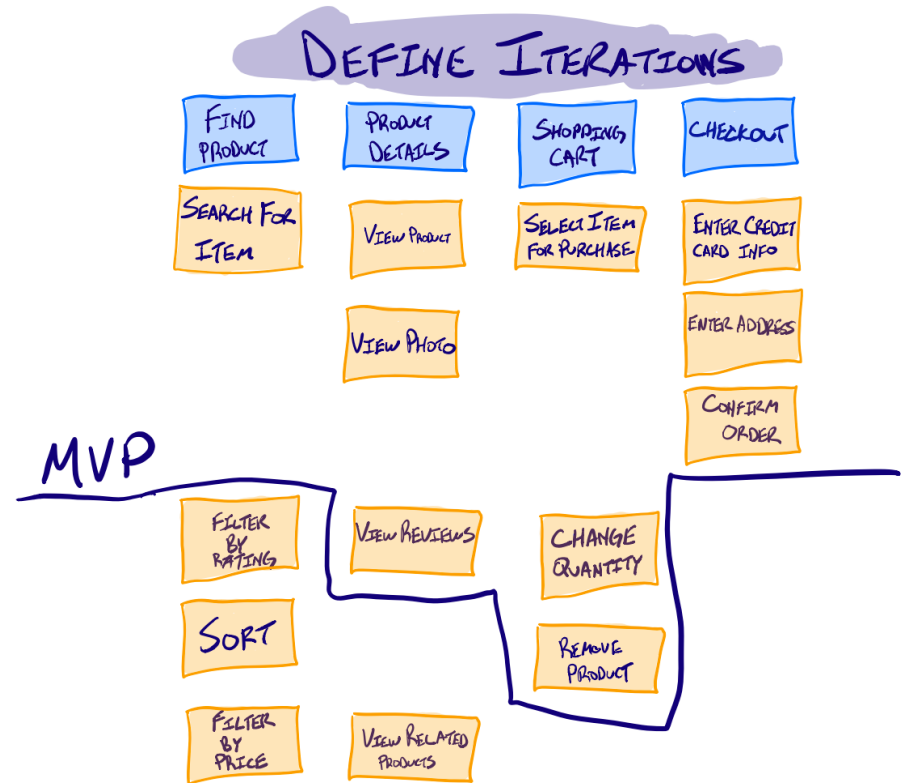 DEFINE ITERATIONS
FIND
PRODUCT
PRODUCT
DETAILS
SHOPPING
CART
CHECKOUT
SEARCH FOR
ITEM
VIEW PRODUCT
SELECT ITEM
FOR PURCHASE
ENTER CREDIT
CARD INFO
VIEW PHOTO
ENTER ADDRESS
CONFIRM
ORDER
MVP
FILTER
BY
RATING
VIEW REVIEWS
CHANGE
QUANTITY
SORT
REMOVE
PRODUCT
FILTER
BY
PRICE
VIEW RELATED
PRODUCTS